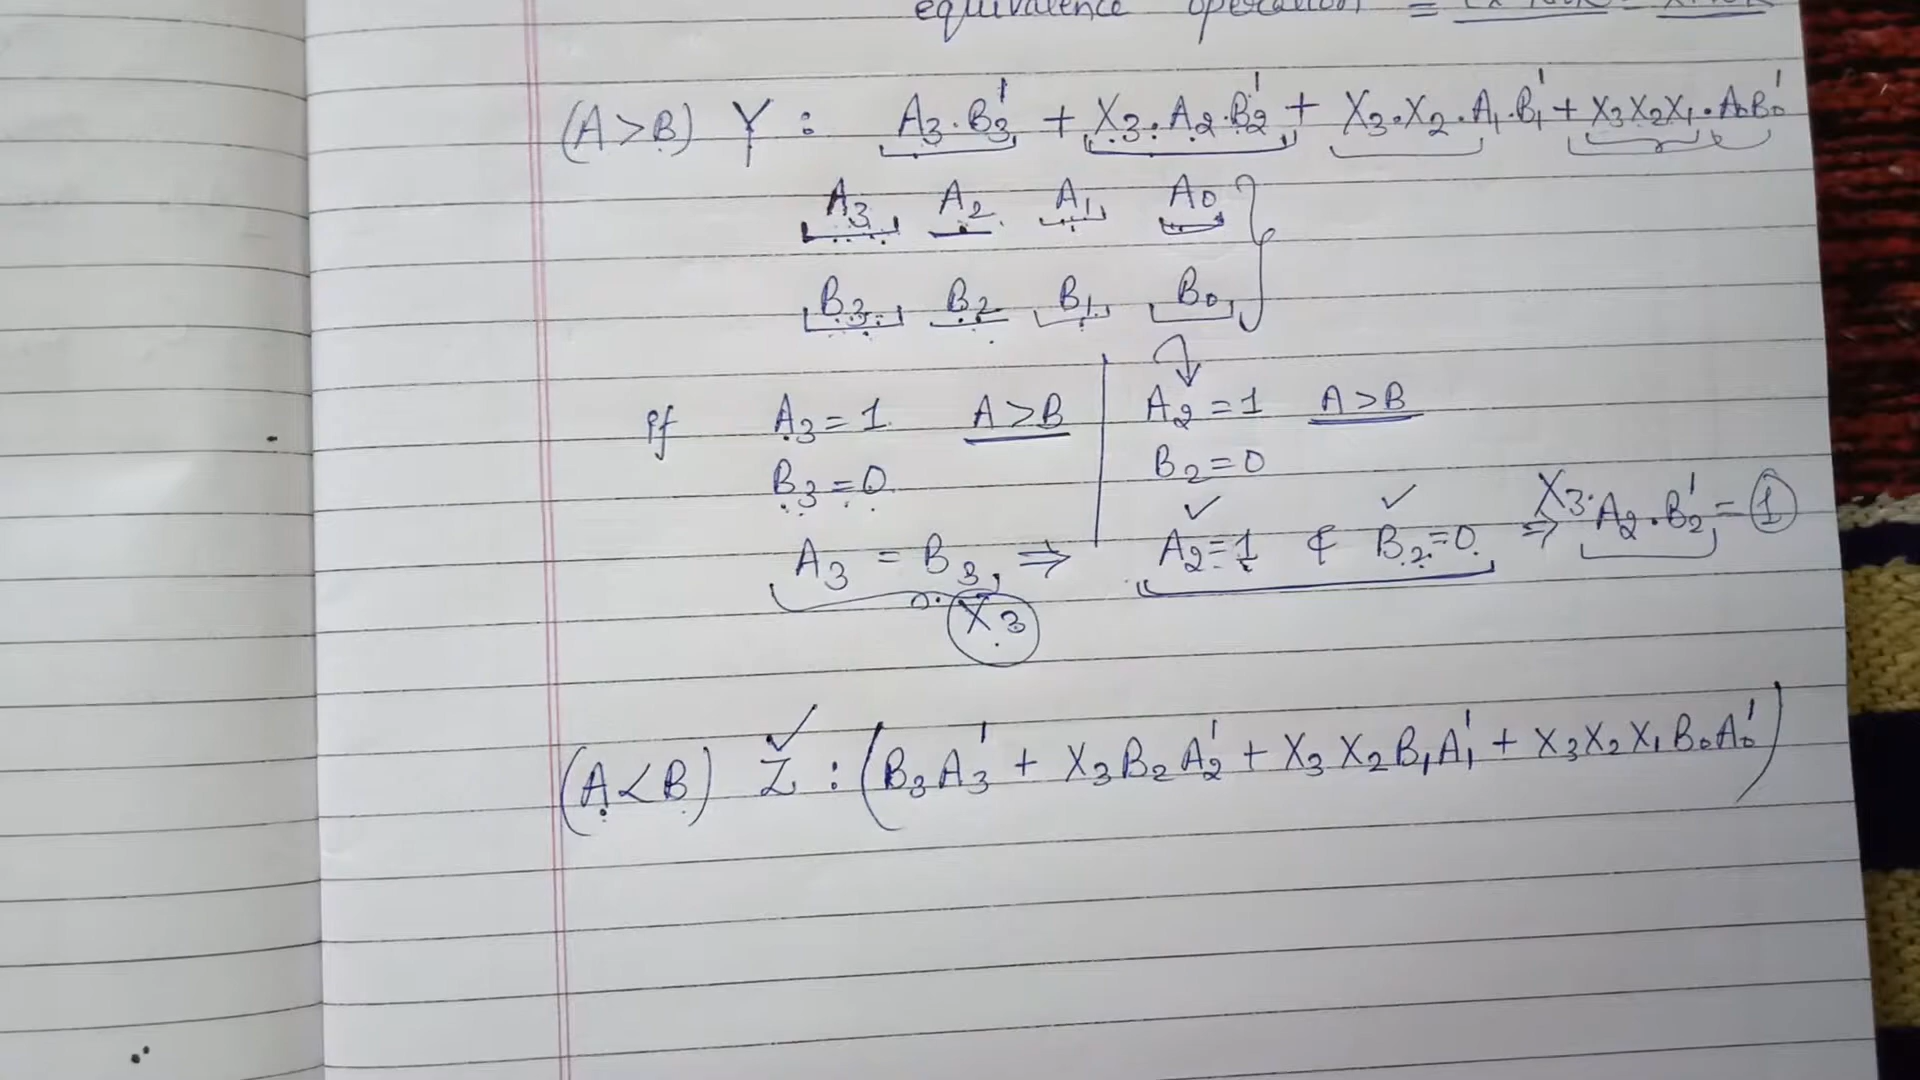 equivalence operation =
(A>B) Y : A3.B3' + X3.A2.B2' + X3.X2.A1.B1' + X3X2X1.A0B0'
A3 A2 A1 A0
B3 B2 B1 B0
If A3=1 A>B A2=1 A>B
B3=0 B2=0
A3 = B3 ⇒ A2=1 & B2=0 ⇒ X3.A2.B2' = 1
X3
(A<B) Z : (B3A3' + X3B2A2' + X3X2B1A1' + X3X2X1B0A0')